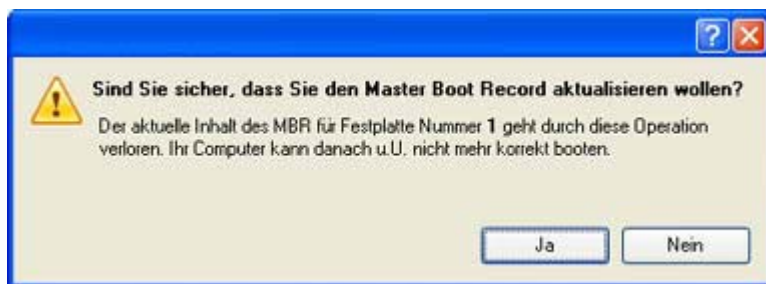 Sind Sie sicher, dass Sie den Master Boot Record aktualisieren wollen?
Der aktuelle Inhalt des MBR für Festplatte Nummer 1 geht durch diese Operation
verloren. Ihr Computer kann danach u.U. nicht mehr korrekt booten.
Ja Nein